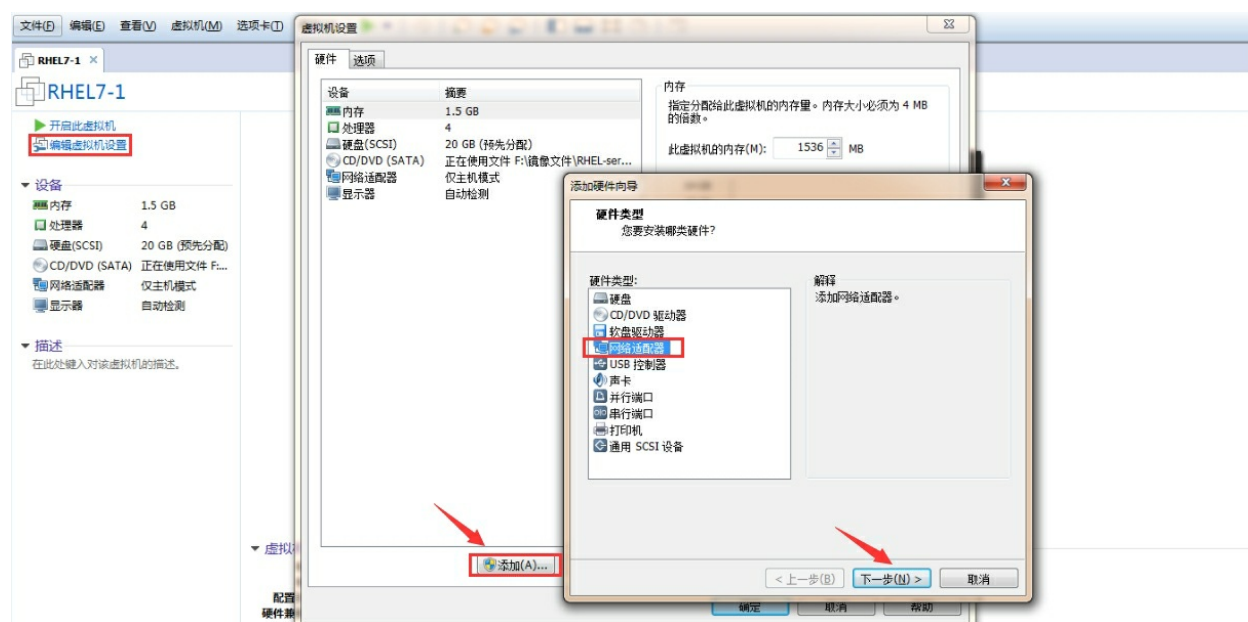 文件(F) 编辑(E) 查看(V) 虚拟机(M) 选项卡(T)
RHEL7-1 ×
RHEL7-1
开启此虚拟机
编辑虚拟机设置
设备
内存 1.5 GB
处理器 4
硬盘(SCSI) 20 GB (预先分配)
CD/DVD (SATA) 正在使用文件 F:...
网络适配器 仅主机模式
显示器 自动检测
描述
在此处键入对该虚拟机的描述。
虚拟
配置
硬件兼
虚拟机设置
硬件 选项
设备 摘要
内存 1.5 GB
处理器 4
硬盘(SCSI) 20 GB (预先分配)
CD/DVD (SATA) 正在使用文件 F:\镜像文件\RHEL-ser...
网络适配器 仅主机模式
显示器 自动检测
添加(A)...
内存
指定分配给此虚拟机的内存量。内存大小必须为 4 MB
的倍数。
此虚拟机的内存(M): 1536 MB
添加硬件向导
硬件类型
您要安装哪类硬件?
硬件类型:
硬盘
CD/DVD 驱动器
软盘驱动器
网络适配器
USB 控制器
声卡
并行端口
串行端口
打印机
通用 SCSI 设备
解释
添加网络适配器。
< 上一步(B) 下一步(N) > 取消
确定 取消 帮助